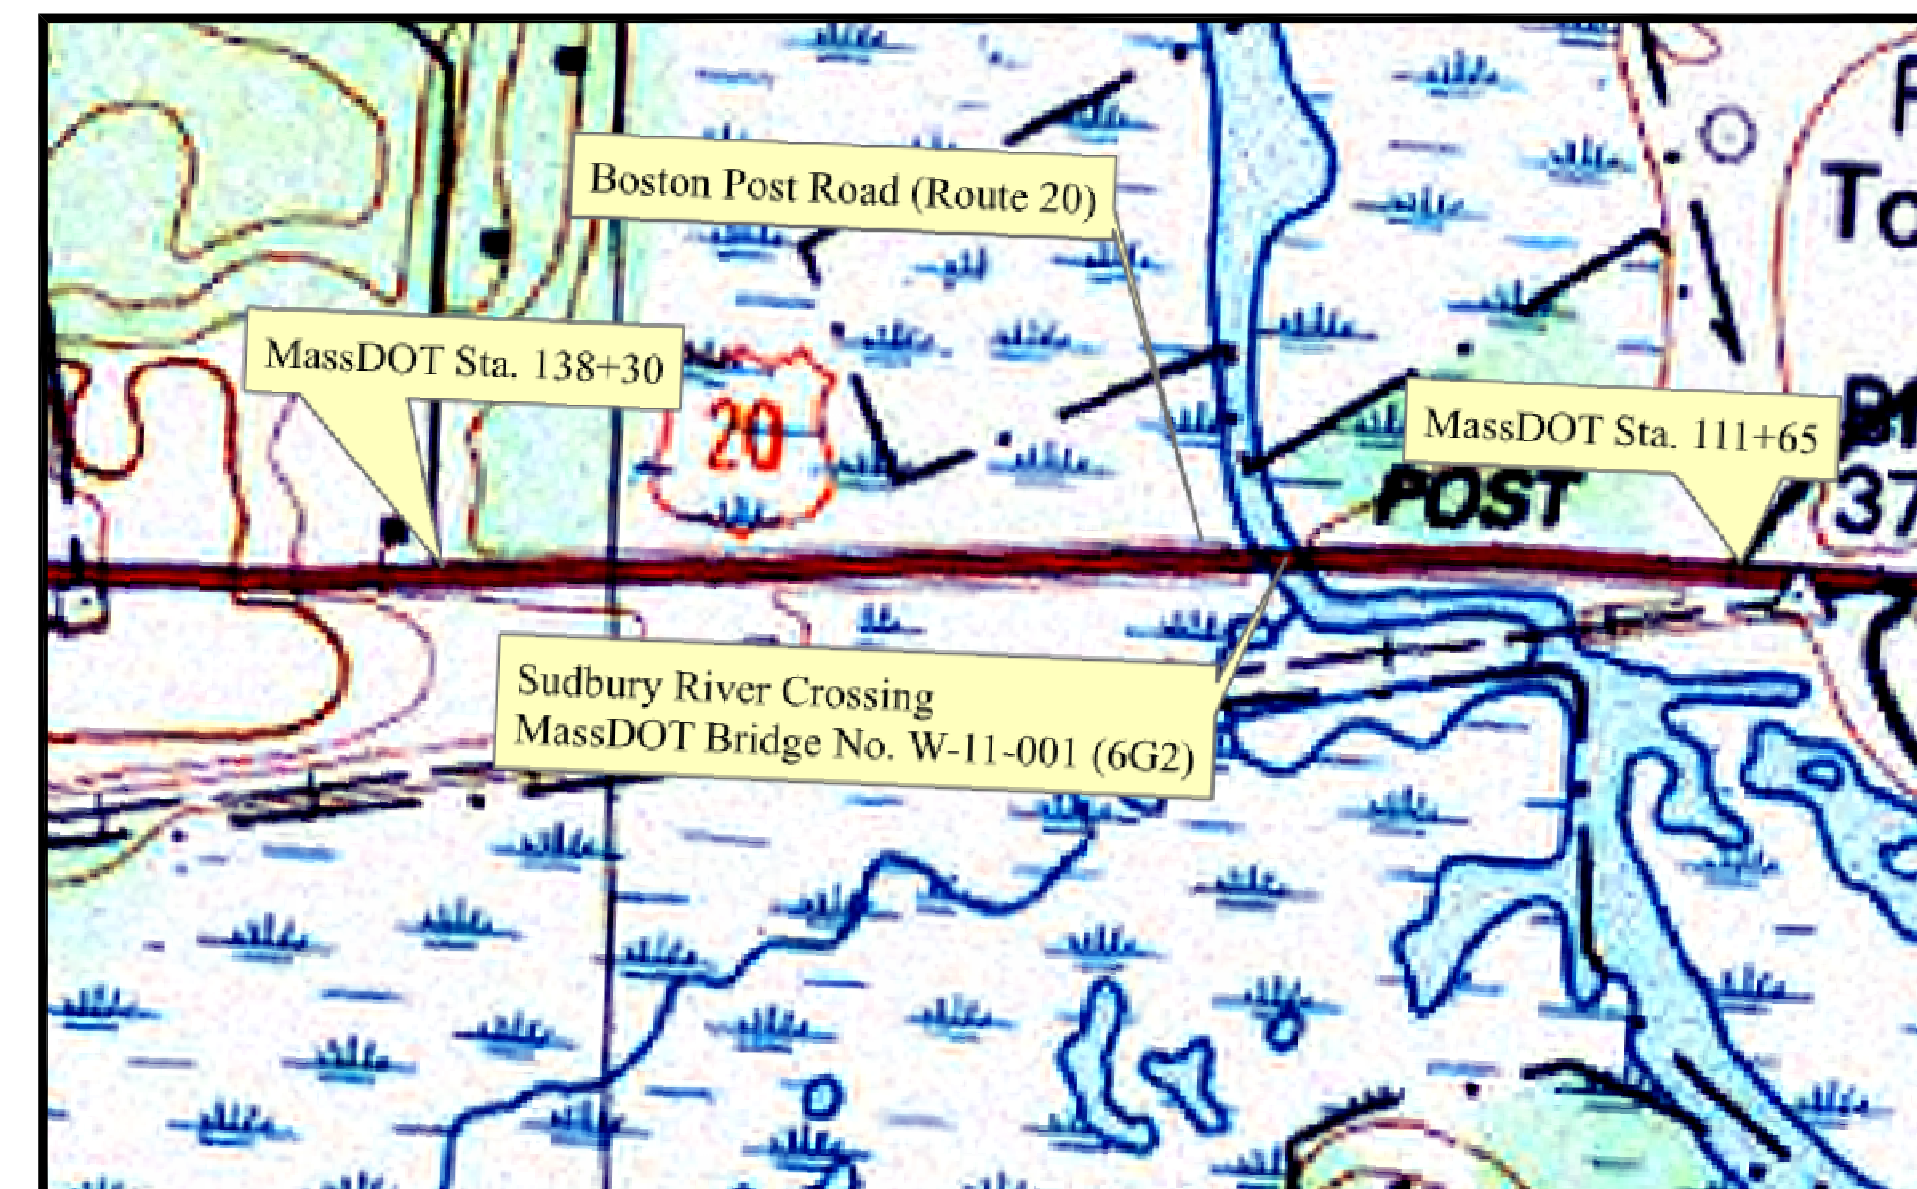 Boston Post Road (Route 20)
MassDOT Sta. 138+30
20
MassDOT Sta. 111+65
POST
37
Sudbury River Crossing
MassDOT Bridge No. W-11-001 (6G2)